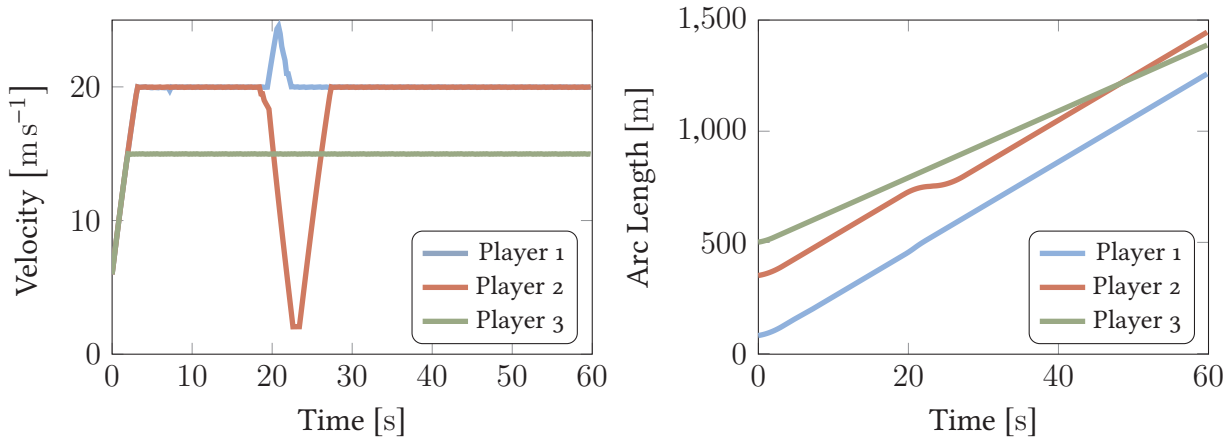 Velocity [m s⁻¹]
20
10
0
0 10 20 30 40 50 60
Time [s]
Player 1
Player 2
Player 3
Arc Length [m]
1,500
1,000
500
0
0 20 40 60
Time [s]
Player 1
Player 2
Player 3